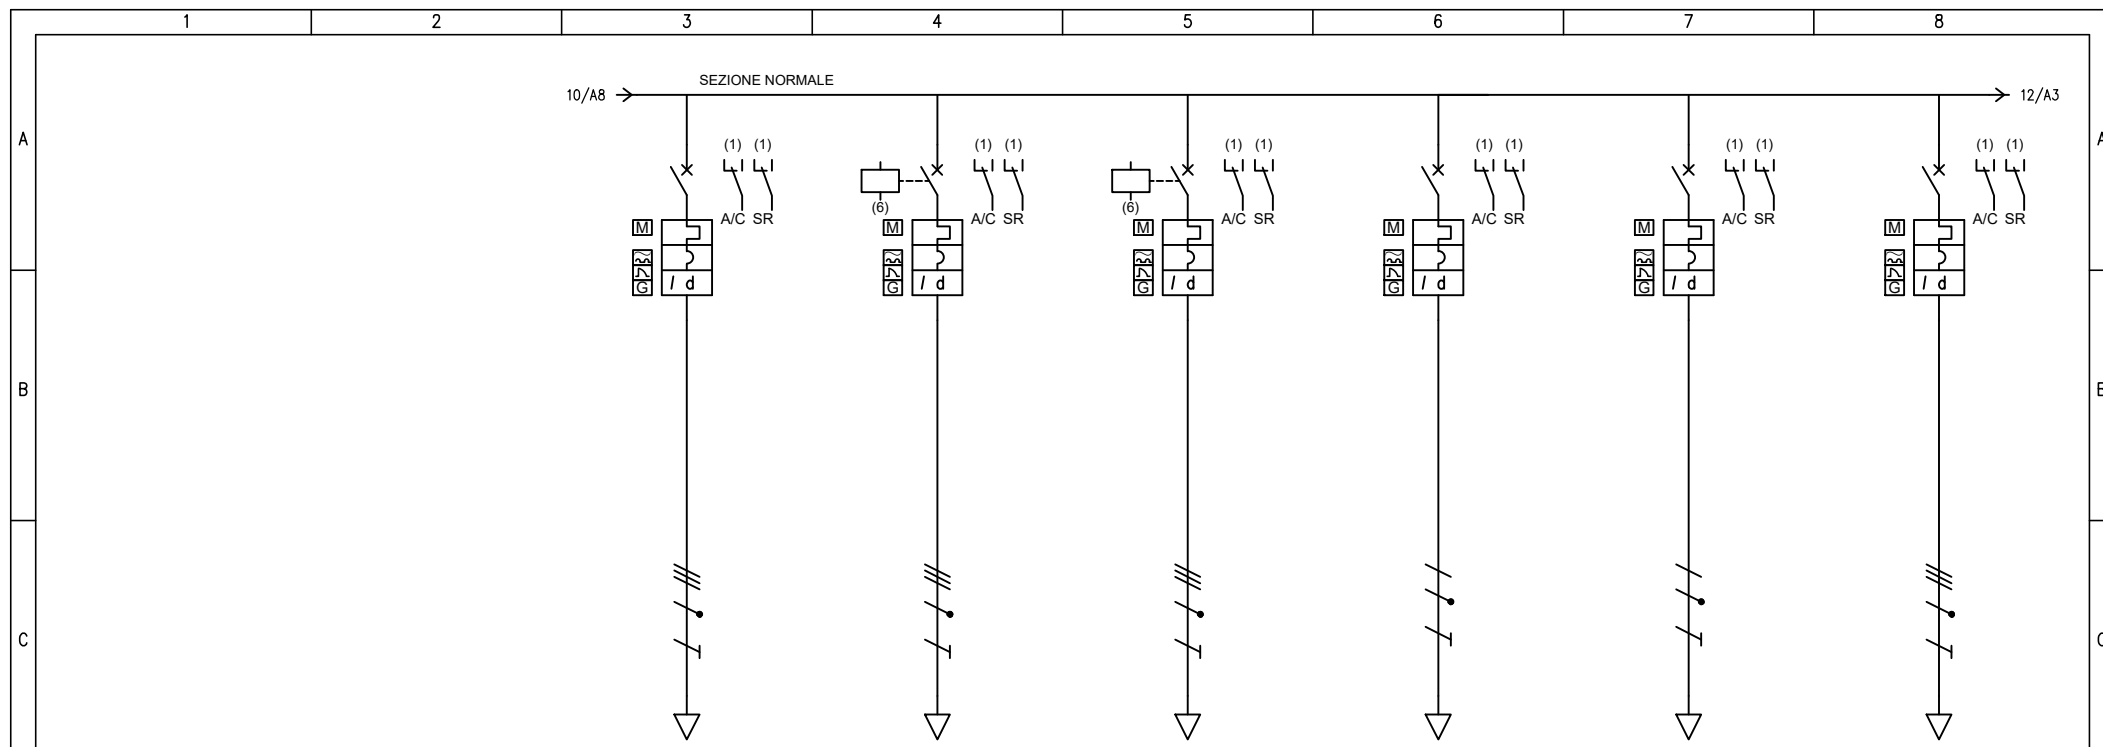 1 2 3 4 5 6 7 8
SEZIONE NORMALE
10/A8 12/A3
A A
(1) (1) (1) (1) (1) (1) (1) (1) (1) (1) (1) (1)
(6) (6)
A/C SR A/C SR A/C SR A/C SR A/C SR A/C SR
M M M M M M
G I d G I d G I d G I d G I d G I d
B B
C C